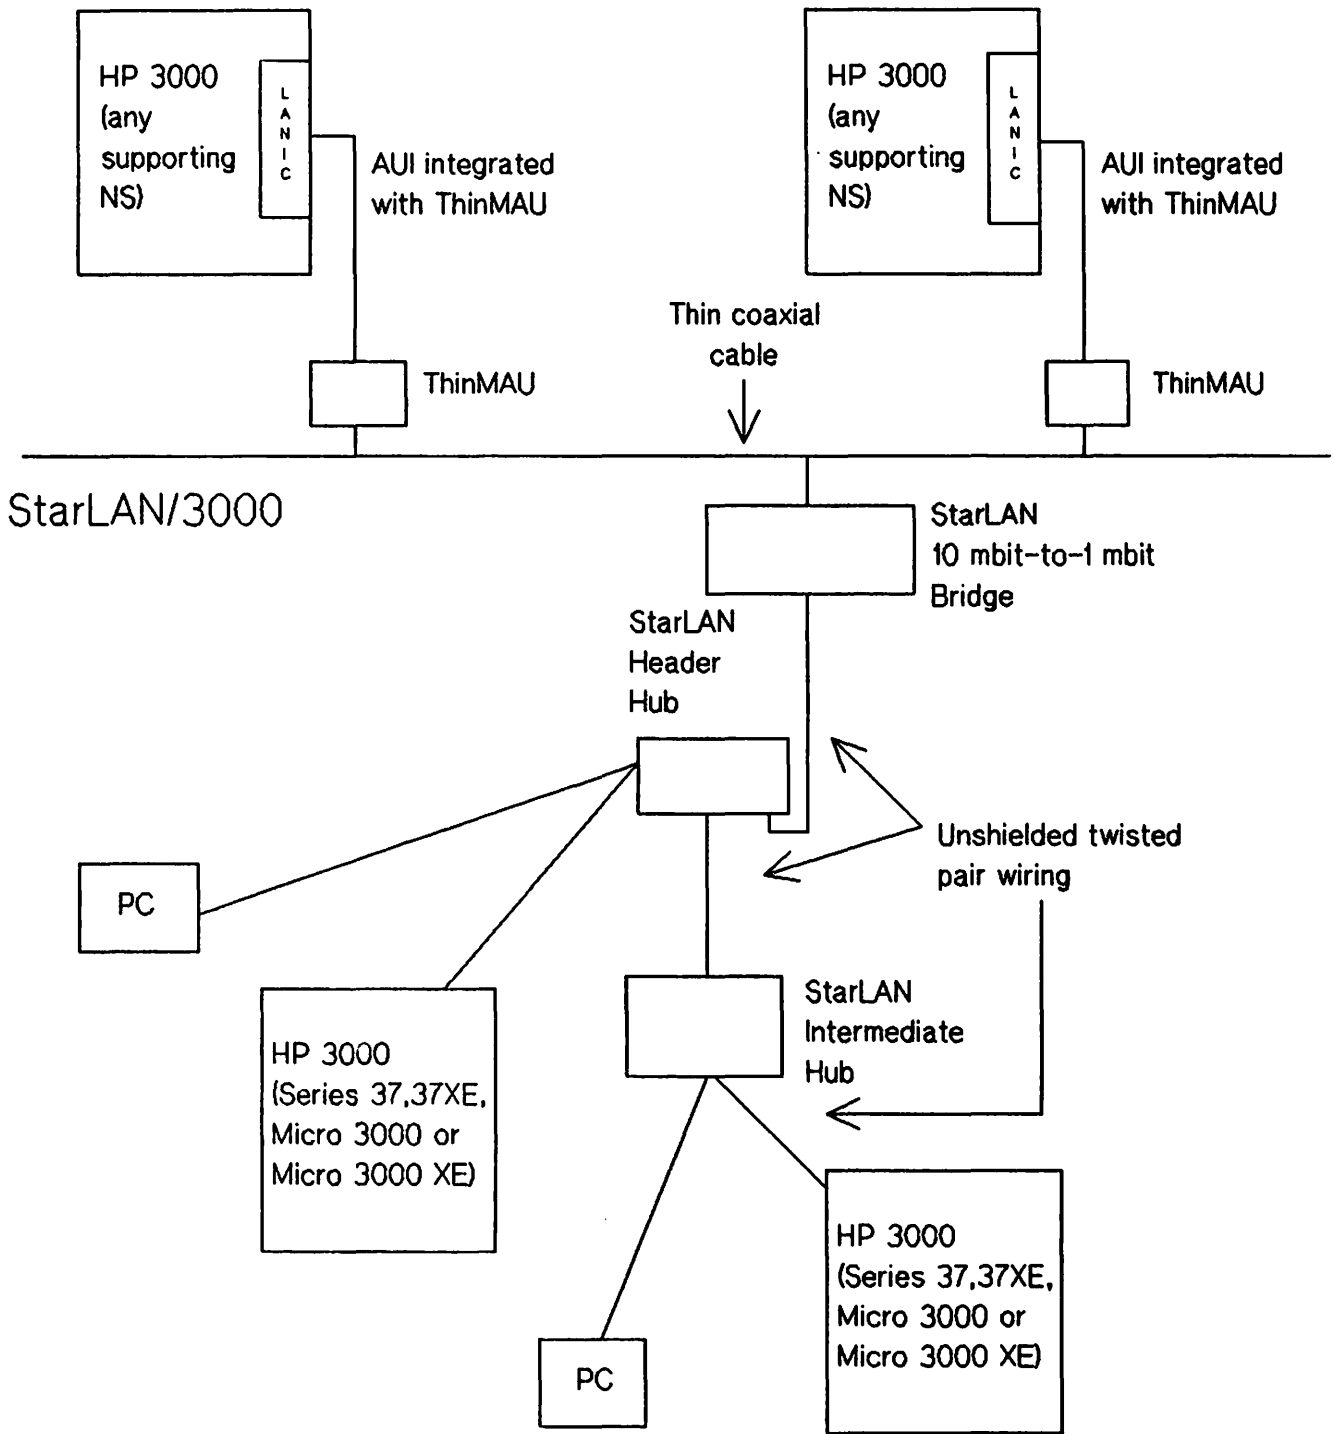 HP 3000
(any
supporting
NS)
LANIC
AUI integrated
with ThinMAU
ThinMAU
HP 3000
(any
supporting
NS)
LANIC
AUI integrated
with ThinMAU
ThinMAU
Thin coaxial
cable
StarLAN/3000
StarLAN
10 mbit-to-1 mbit
Bridge
StarLAN
Header
Hub
Unshielded twisted
pair wiring
PC
HP 3000
(Series 37,37XE,
Micro 3000 or
Micro 3000 XE)
StarLAN
Intermediate
Hub
HP 3000
(Series 37,37XE,
Micro 3000 or
Micro 3000 XE)
PC